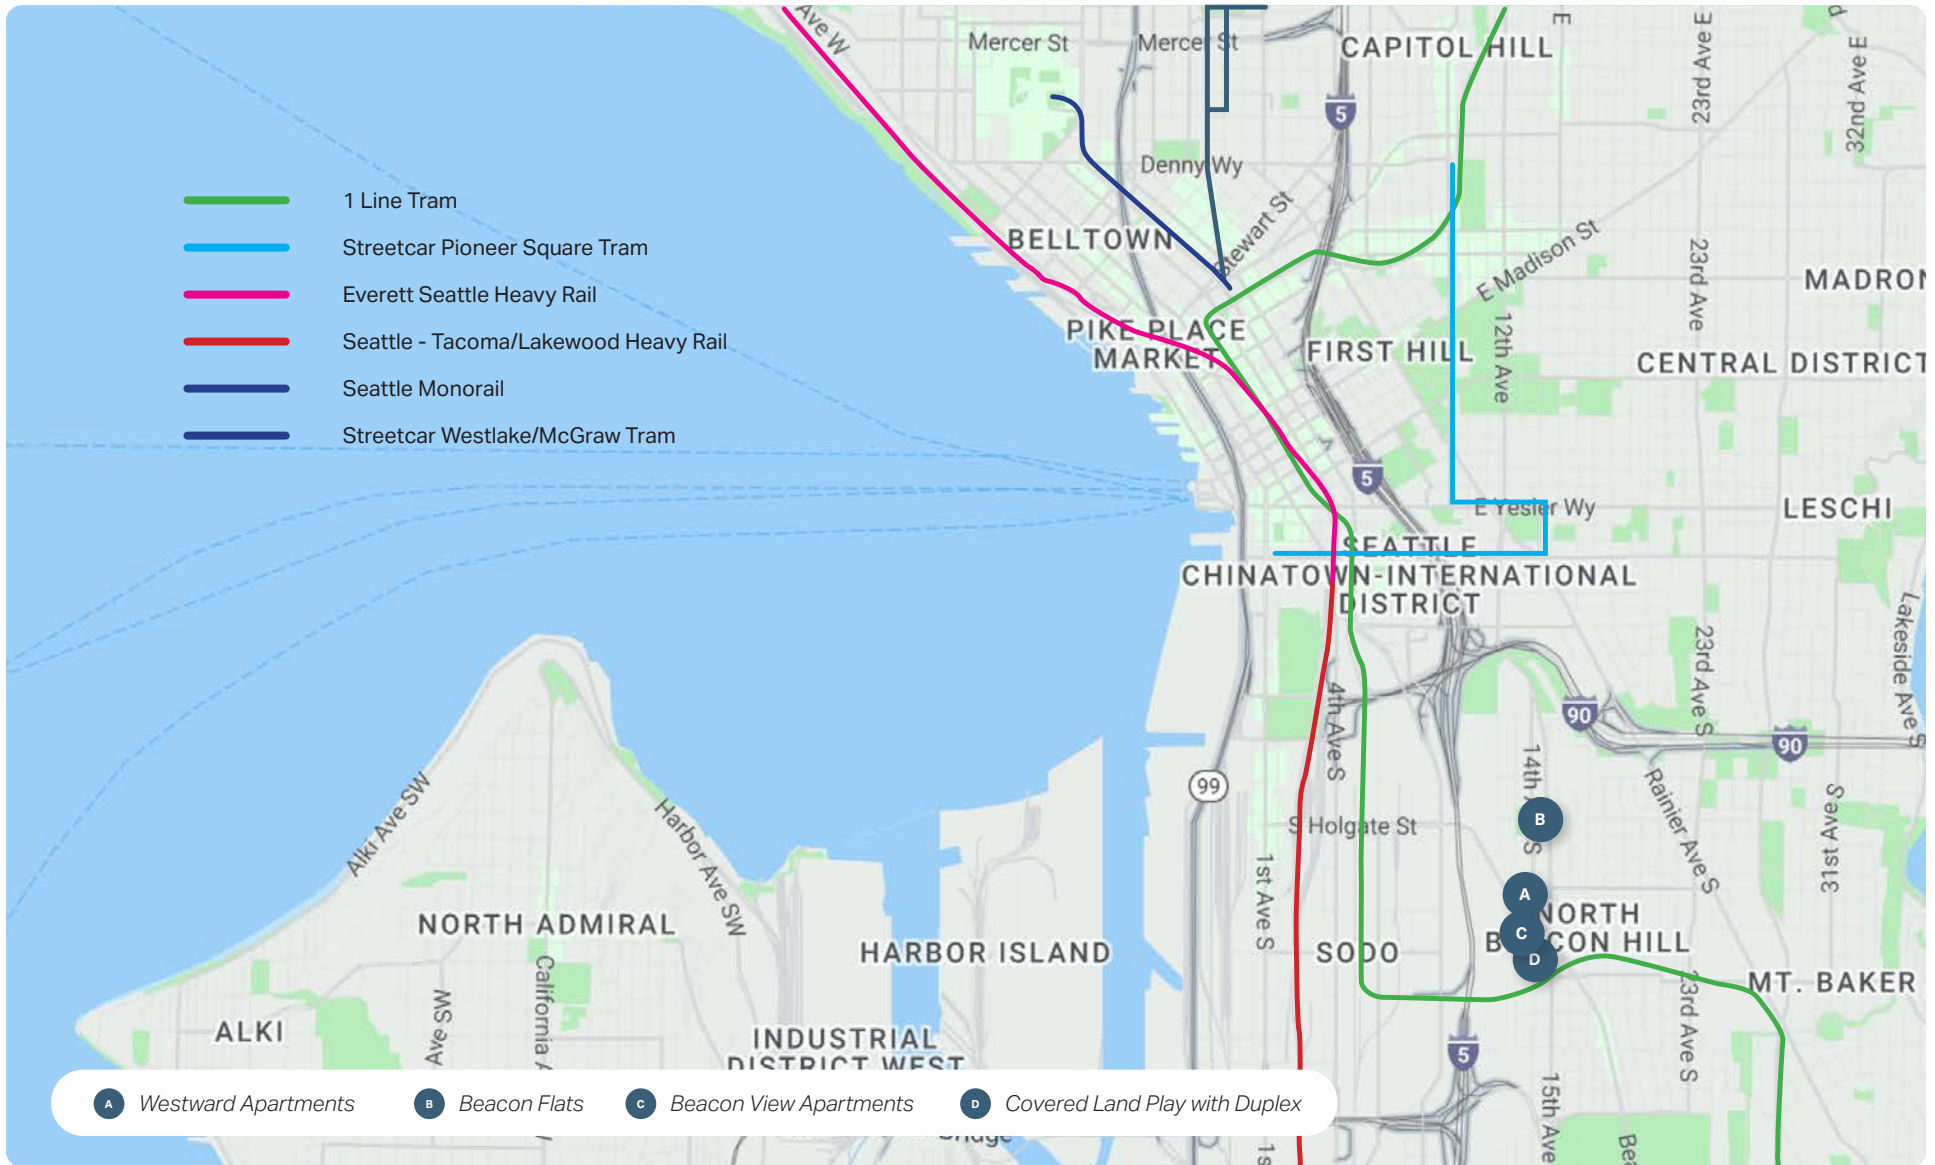 Ave W
Mercer St
Mercer St
CAPITOL HILL
E
23rd Ave E
32nd Ave E
5
Denny Wy
Stewart St
1 Line Tram
Streetcar Pioneer Square Tram
Everett Seattle Heavy Rail
Seattle - Tacoma/Lakewood Heavy Rail
Seattle Monorail
Streetcar Westlake/McGraw Tram
BELLTOWN
E Madison St
23rd Ave
MADRON
PIKE PLACE
MARKET
FIRST HILL
12th Ave
CENTRAL DISTRICT
5
E Yesler Wy
LESCHI
SEATTLE
CHINATOWN-INTERNATIONAL
DISTRICT
Lakeside Ave S
23rd Ave S
4th Ave S
90
90
99
14th
S
B
Rainier Ave S
31st Ave S
S Holgate St
Alki Ave SW
Harbor Ave SW
1st Ave S
A
NORTH
BEACON HILL
C
D
NORTH ADMIRAL
HARBOR ISLAND
SODO
MT. BAKER
23rd Ave S
California A
Ave SW
ALKI
INDUSTRIAL
DISTRICT WEST
5
15th Ave
Bea
1s
Bridge
A Westward Apartments
B Beacon Flats
C Beacon View Apartments
D Covered Land Play with Duplex